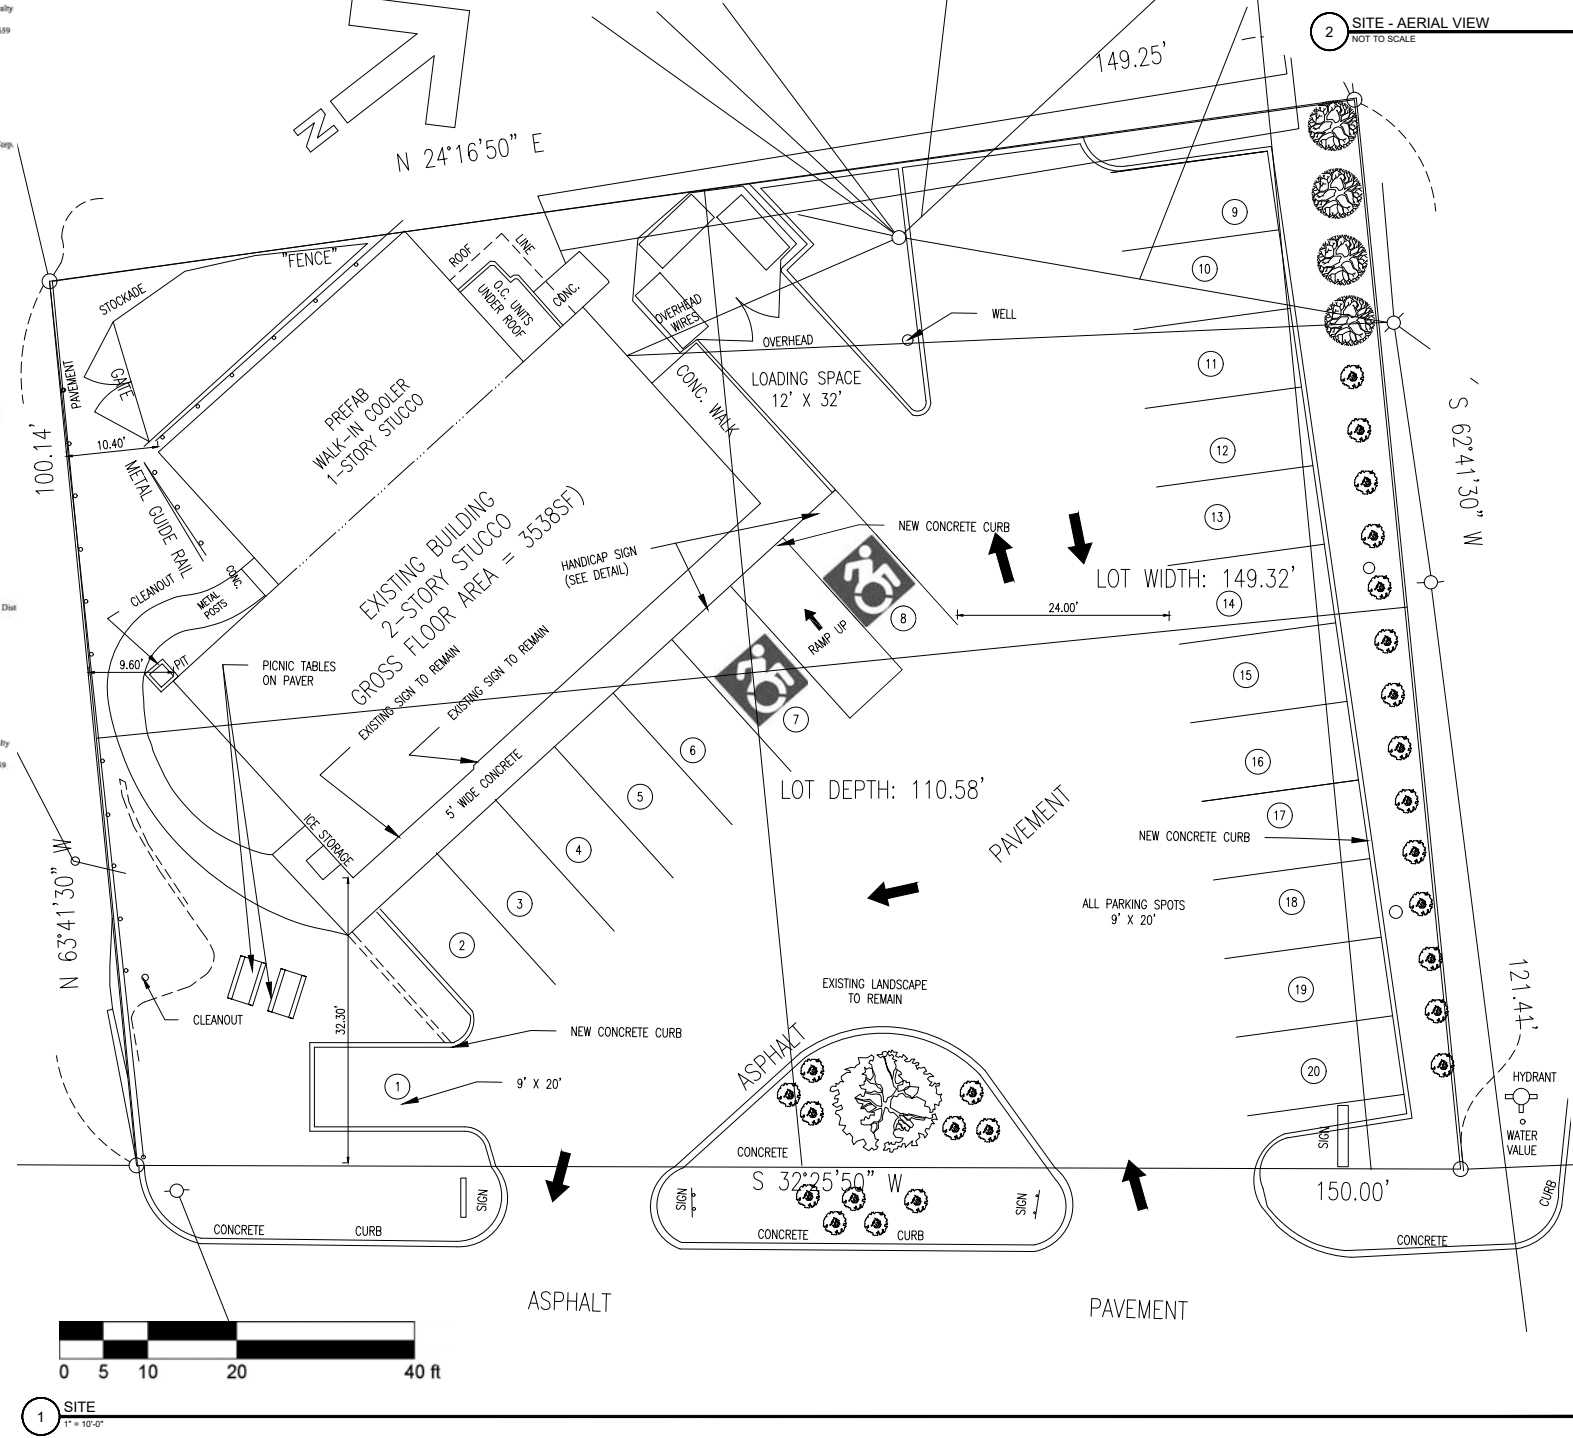 alty
659
2
SITE - AERIAL VIEW
NOT TO SCALE
149.25'
N
N 24°16'50" E
Corp.
9
10
11
12
13
14
15
16
17
18
19
20
"FENCE"
STOCKADE
GATE
PAVEMENT
ROOF
LINE
O.C. UNITS
UNDER ROOF
CONC.
OVERHEAD
WIRES
OVERHEAD
WELL
LOADING SPACE
12' X 32'
CONC. WALK
PREFAB
WALK-IN COOLER
1-STORY STUCCO
100.14'
10.40'
METAL GUIDE RAIL
S 62°41'30" W
EXISTING BUILDING
2-STORY STUCCO
GROSS FLOOR AREA = 3538SF)
HANDICAP SIGN
(SEE DETAIL)
NEW CONCRETE CURB
LOT WIDTH: 149.32'
24.00'
CLEANOUT
CONC.
METAL
POSTS
Dist
8
RAMP UP
7
9.60'
PIT
PICNIC TABLES
ON PAVER
EXISTING SIGN TO REMAIN
EXISTING SIGN TO REMAIN
6
5
4
3
2
5' WIDE CONCRETE
LOT DEPTH: 110.58'
PAVEMENT
NEW CONCRETE CURB
ICE STORAGE
alty
59
N 63°41'30" W
ALL PARKING SPOTS
9' X 20'
EXISTING LANDSCAPE
TO REMAIN
CLEANOUT
32.30'
NEW CONCRETE CURB
1
9' X 20'
ASPHALT
121.41'
HYDRANT
WATER
VALUE
CONCRETE
S 32°25'50" W
SIGN
150.00'
SIGN
SIGN
SIGN
CURB
CONCRETE
CURB
CONCRETE
CURB
CONCRETE
ASPHALT
PAVEMENT
0 5 10 20 40 ft
1
SITE
1" = 10'-0"